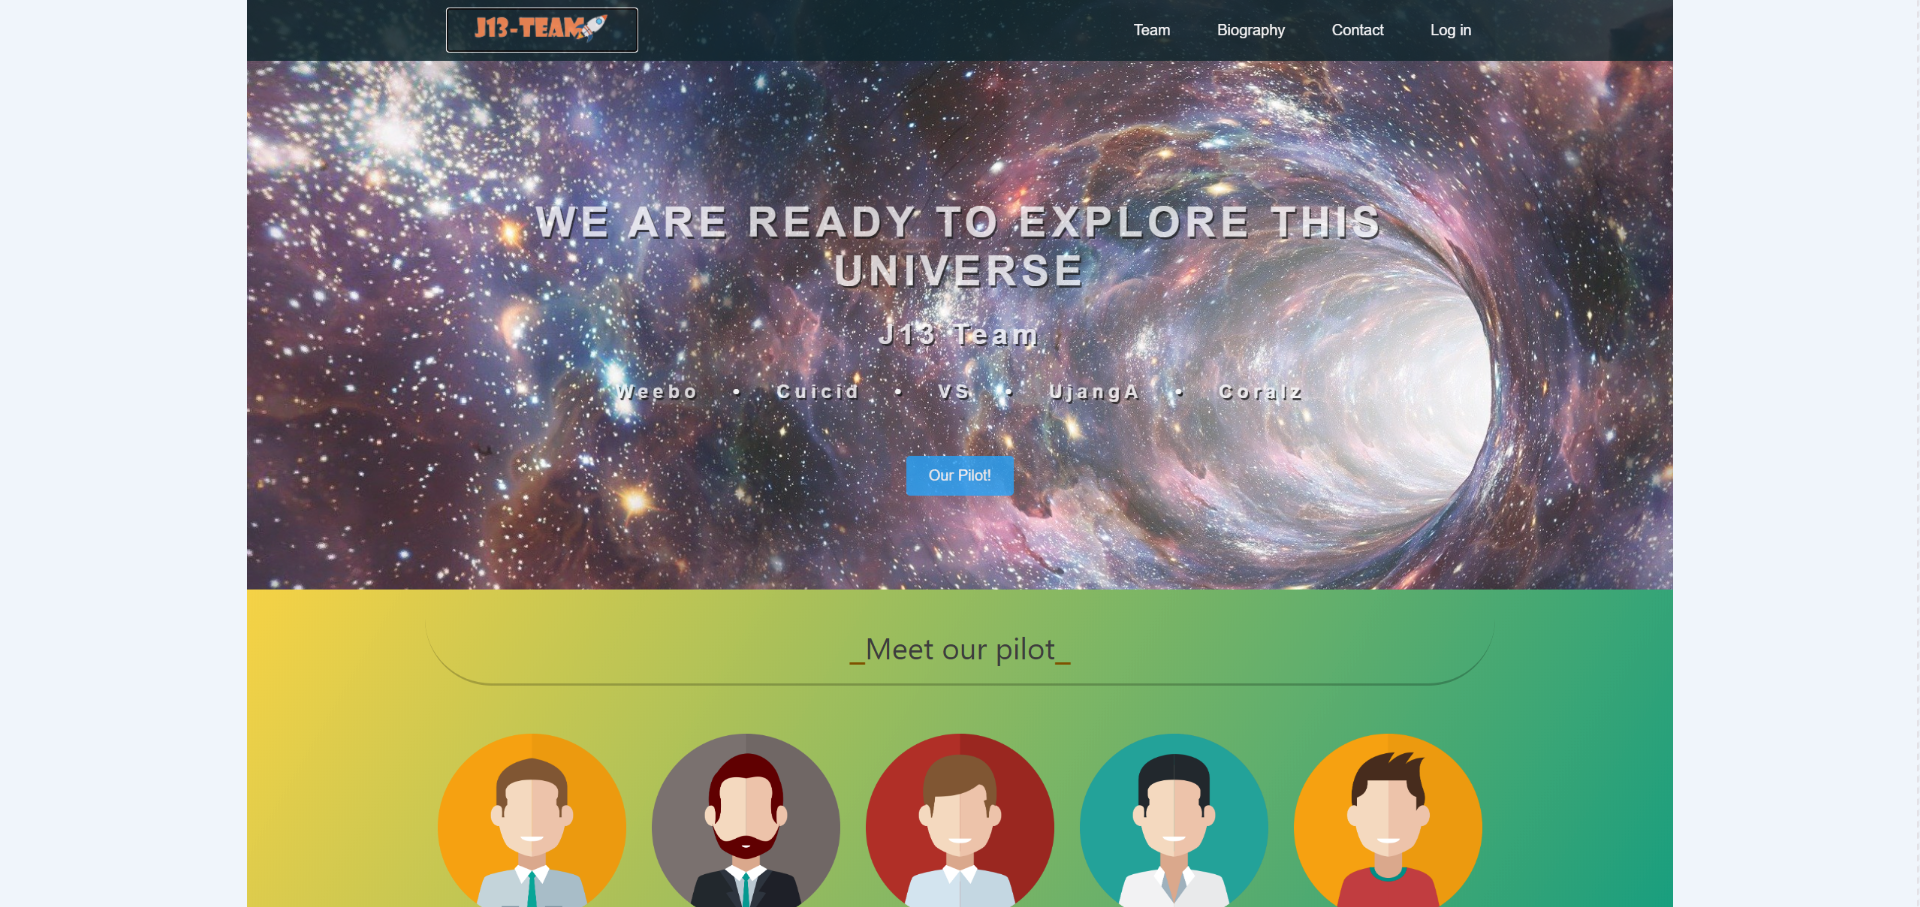 J13-TEAM
Team Biography Contact Log in
WE ARE READY TO EXPLORE THIS
UNIVERSE
J13 Team
Weebo • Cuicid • VS • UjangA • Coralz
Our Pilot!
_Meet our pilot_